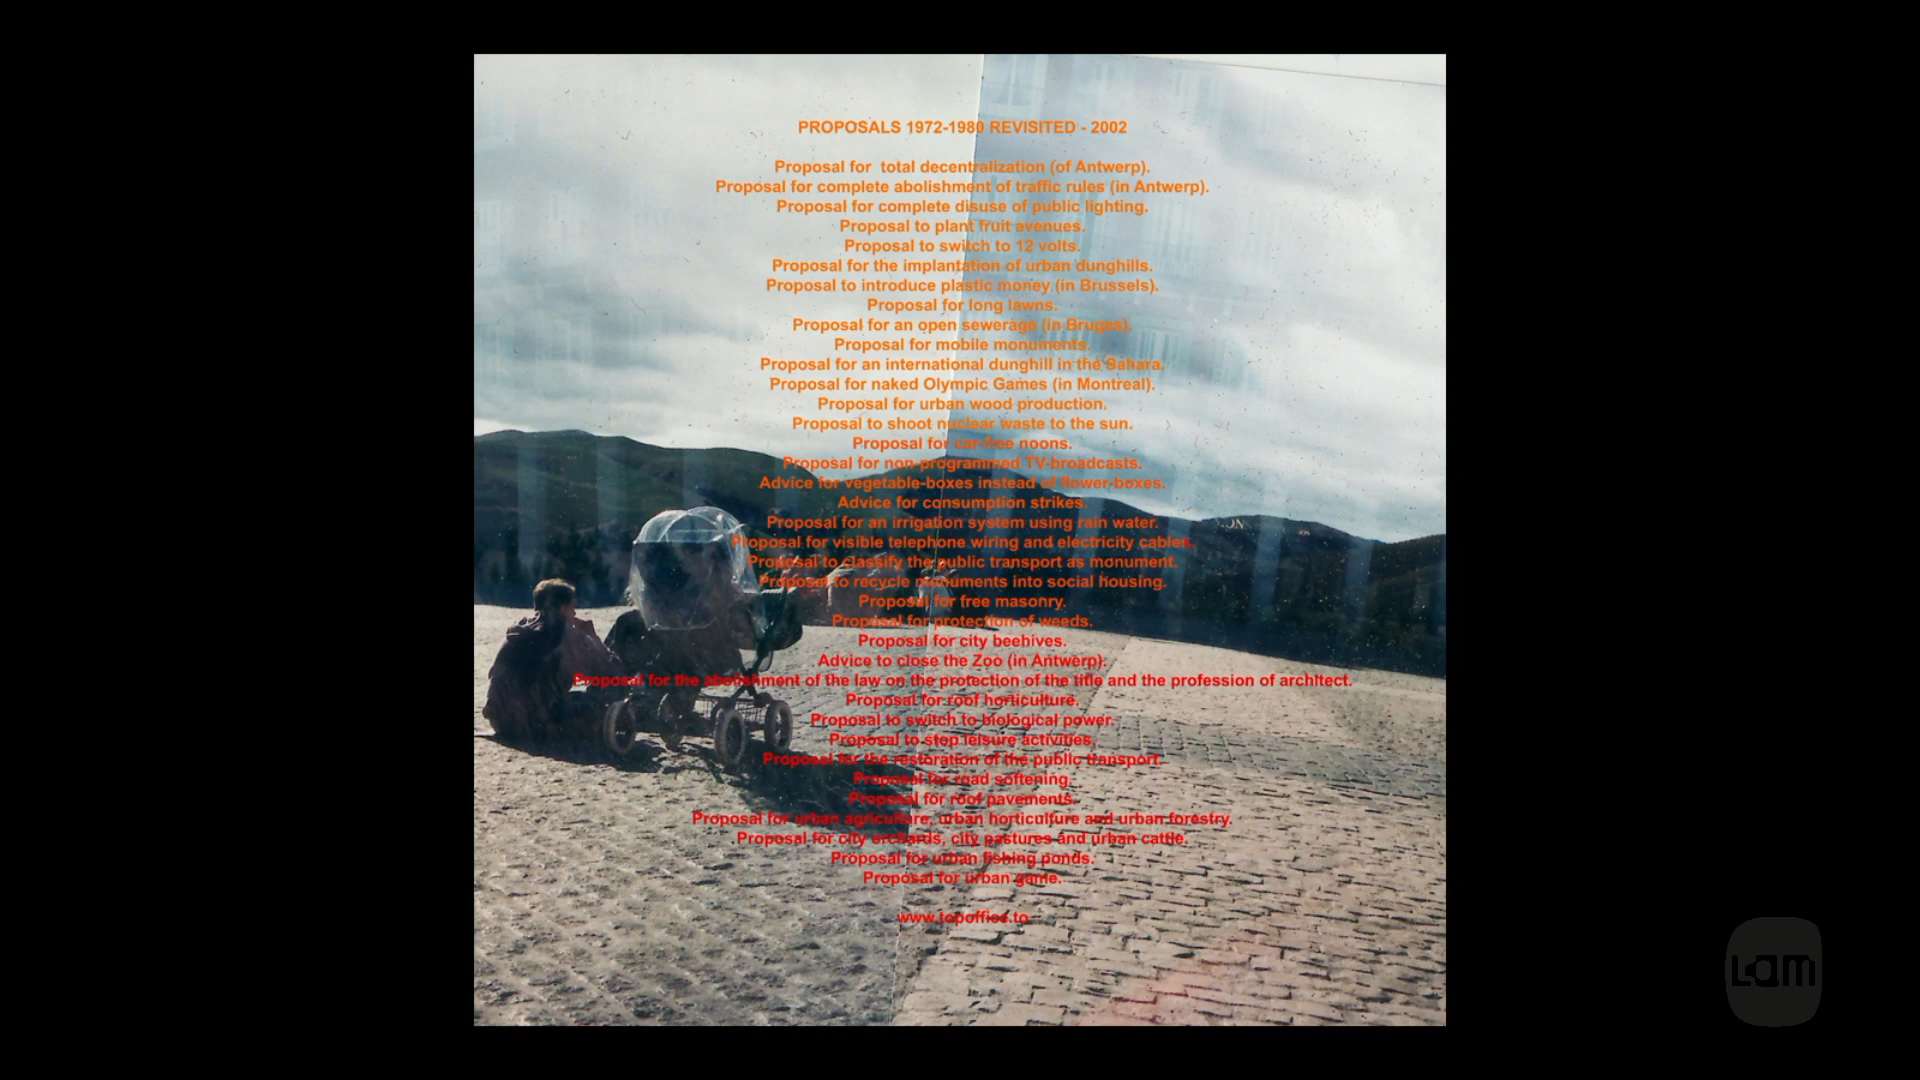 PROPOSALS 1972-1980 REVISITED - 2002
Proposal for total decentralization (of Antwerp).
Proposal for complete abolishment of traffic rules (in Antwerp).
Proposal for complete disuse of public lighting.
Proposal to plant fruit avenues.
Proposal to switch to 12 volts.
Proposal for the implantation of urban dunghills.
Proposal to introduce plastic money (in Brussels).
Proposal for long lawns.
Proposal for an open sewerage (in Bruges).
Proposal for mobile monuments.
Proposal for an international dunghill in the Sahara.
Proposal for naked Olympic Games (in Montreal).
Proposal for urban wood production.
Proposal to shoot nuclear waste to the sun.
Proposal for car-free noons.
Proposal for non-programmed TV-broadcasts.
Advice for vegetable-boxes instead of flower-boxes.
Advice for consumption strikes.
Proposal for an irrigation system using rain water.
Proposal for visible telephone wiring and electricity cables.
Proposal to classify the public transport as monument.
Proposal to recycle monuments into social housing.
Proposal for free masonry.
Proposal for protection of weeds.
Proposal for city beehives.
Advice to close the Zoo (in Antwerp).
Proposal for the abolishment of the law on the protection of the title and the profession of architect.
Proposal for roof horticulture.
Proposal to switch to biological power.
Proposal to stop leisure activities.
Proposal for the restoration of the public transport.
Proposal for road softening.
Proposal for roof pavements.
Proposal for urban agriculture, urban horticulture and urban forestry.
Proposal for city orchards, city pastures and urban cattle.
Proposal for urban fishing ponds.
Proposal for urban game.
www.topoffice.to
LAM